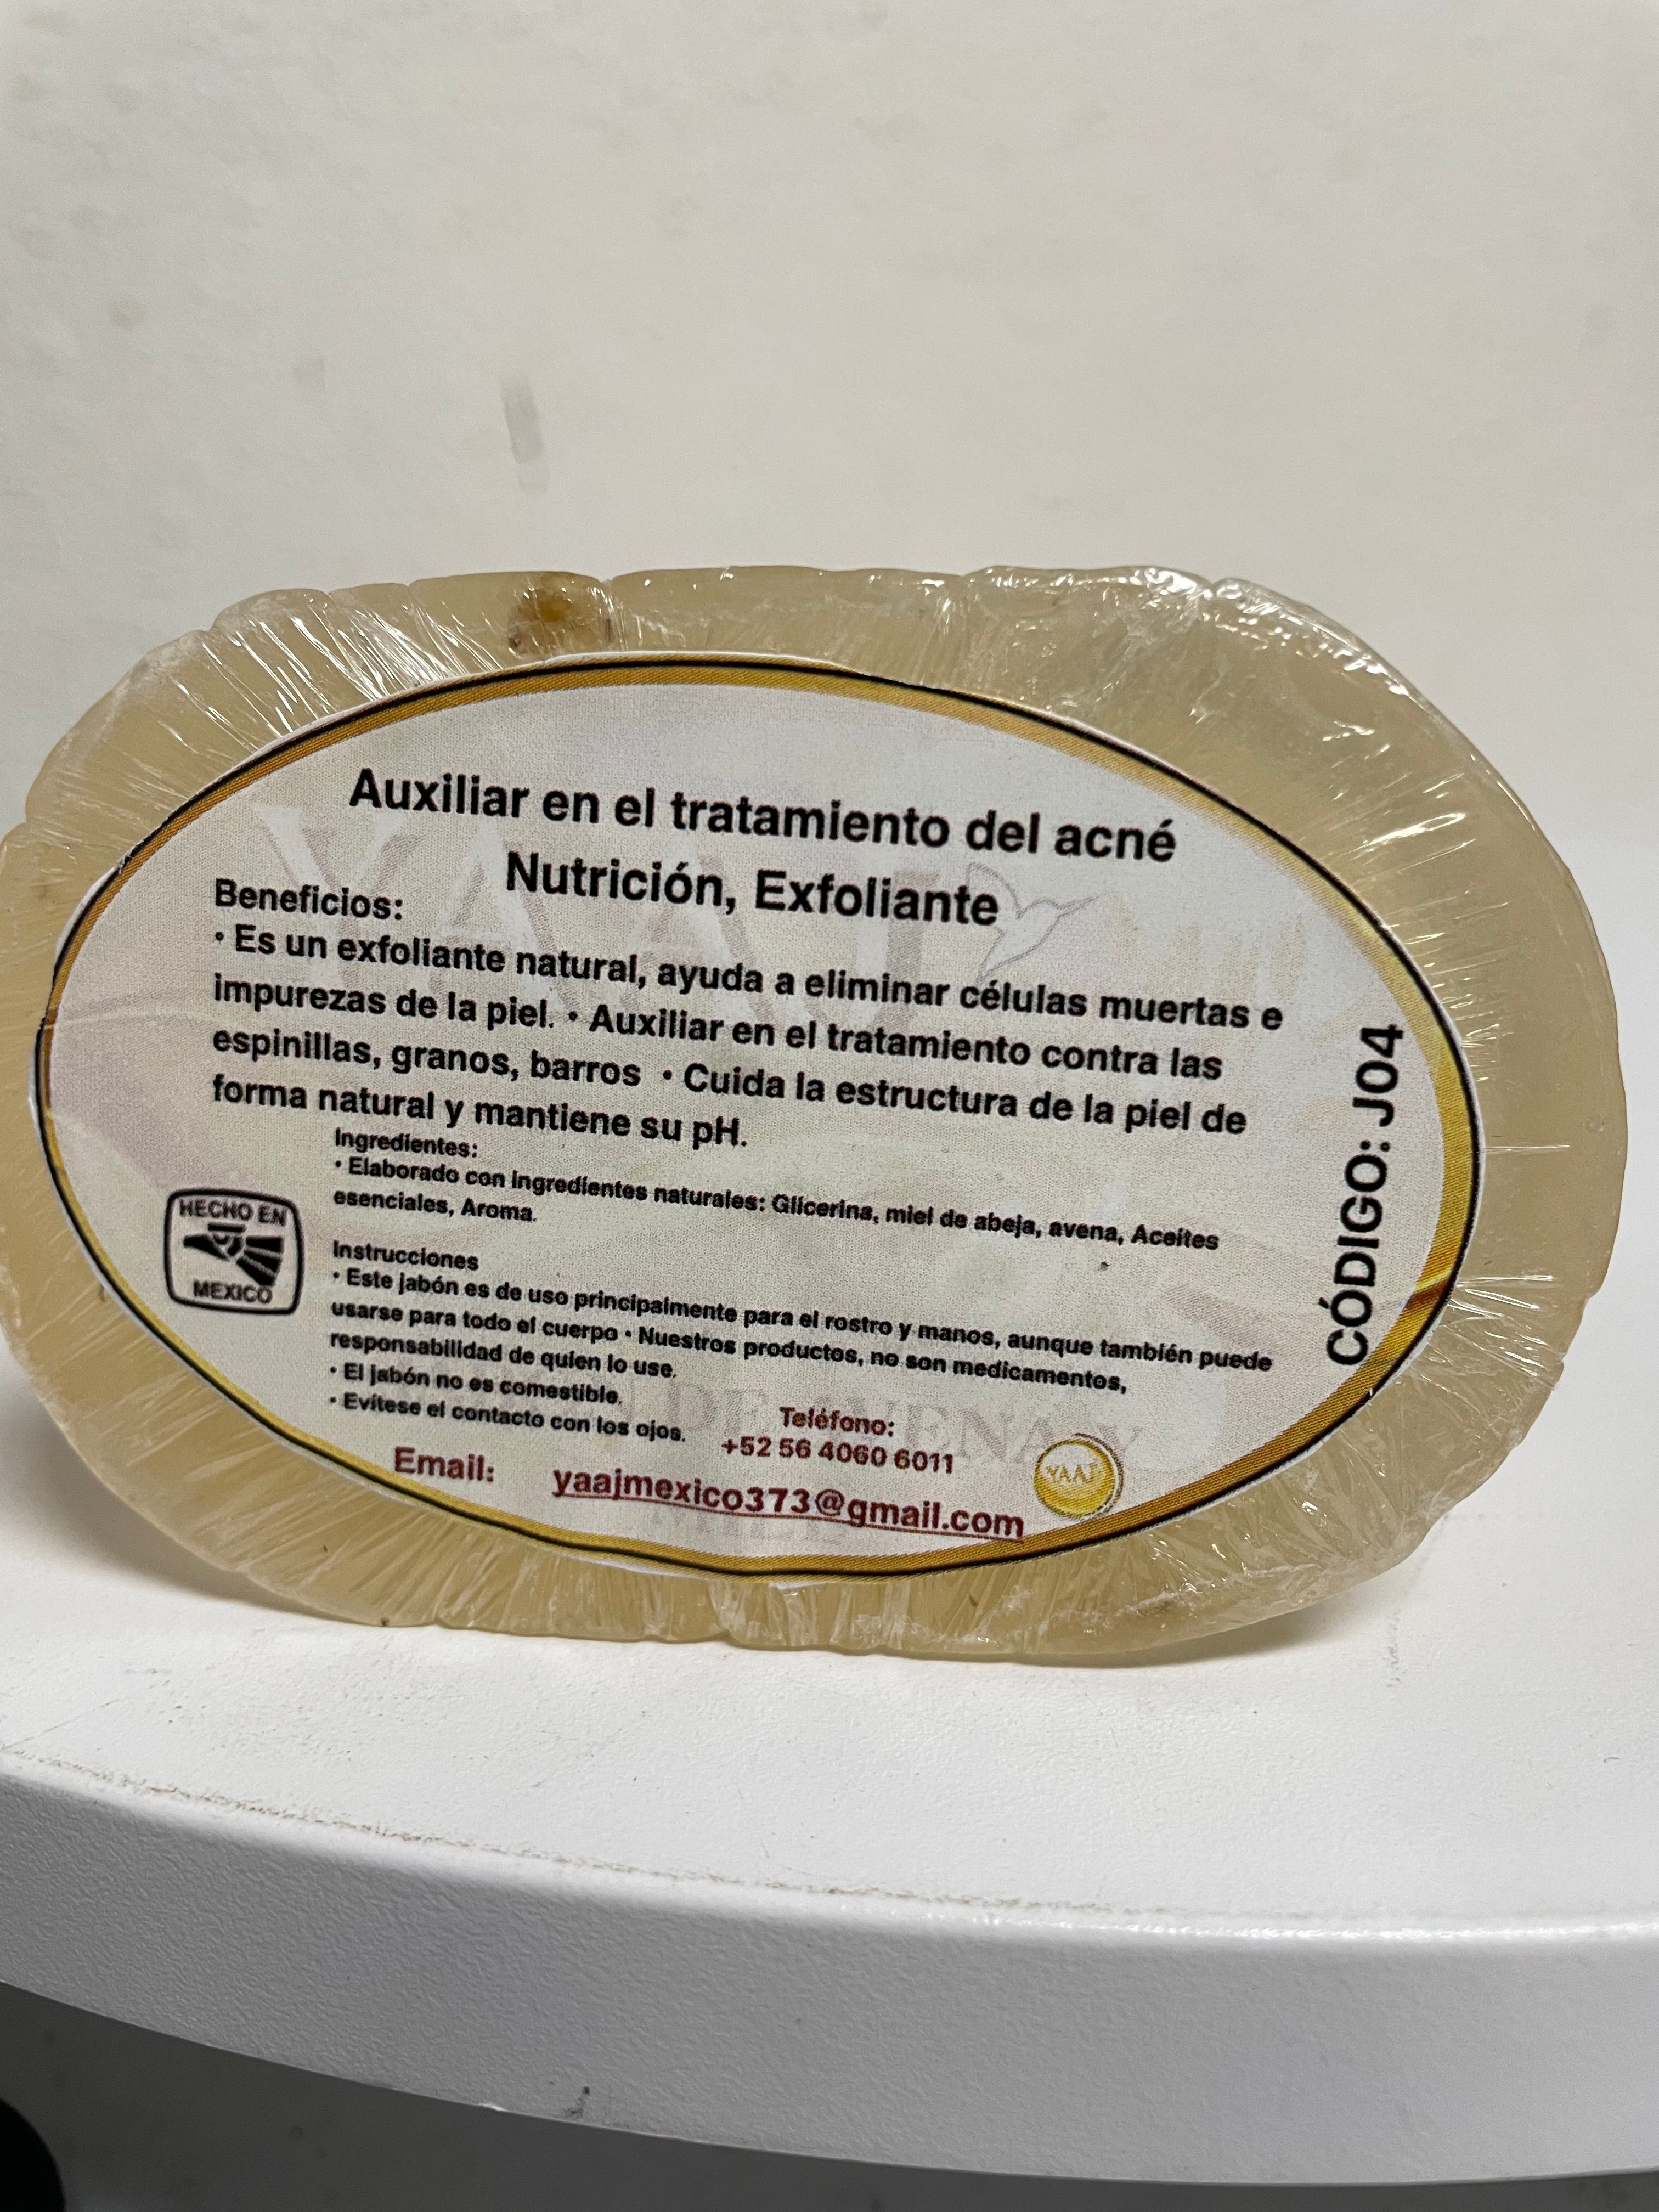 Auxiliar en el tratamiento del acné
Nutrición, Exfoliante
Beneficios:
• Es un exfoliante natural, ayuda a eliminar células muertas e
impurezas de la piel. • Auxiliar en el tratamiento contra las
espinillas, granos, barros • Cuida la estructura de la piel de
forma natural y mantiene su pH.
Ingredientes:
• Elaborado con ingredientes naturales: Glicerina, miel de abeja, avena, Aceites
esenciales, Aroma.
HECHO EN
MEXICO
Instrucciones
• Este jabón es de uso principalmente para el rostro y manos, aunque también puede
usarse para todo el cuerpo • Nuestros productos, no son medicamentos,
responsabilidad de quien lo use.
• El jabón no es comestible.
• Evítese el contacto con los ojos.
Teléfono:
+52 56 4060 6011
Email: yaajmexico373@gmail.com
YAAJ
CÓDIGO: J04
YAAJ
DE AVENA Y
MIEL